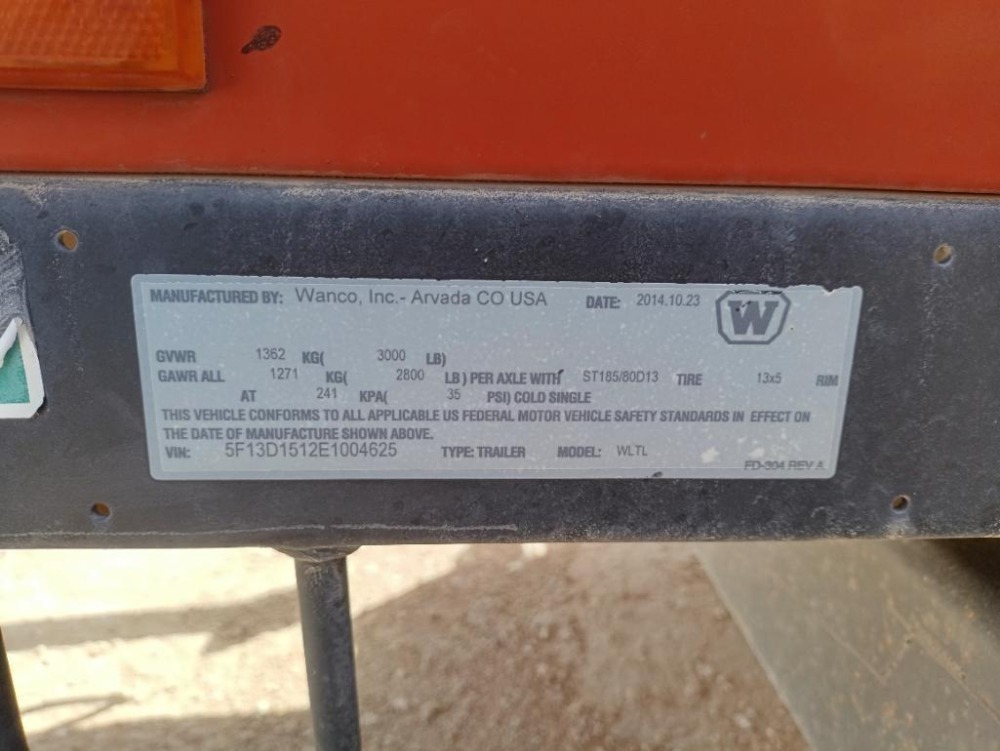 MANUFACTURED BY: Wanco, Inc.- Arvada CO USA DATE: 2014.10.23 W
GVWR 1362 KG( 3000 LB)
GAWR ALL 1271 KG( 2800 LB) PER AXLE WITH ST185/80D13 TIRE 13x5 RIM
AT 241 KPA( 35 PSI) COLD SINGLE
THIS VEHICLE CONFORMS TO ALL APPLICABLE US FEDERAL MOTOR VEHICLE SAFETY STANDARDS IN EFFECT ON
THE DATE OF MANUFACTURE SHOWN ABOVE.
VIN: 5F13D1512E1004625 TYPE: TRAILER MODEL: WLTL
FD-304 REV A